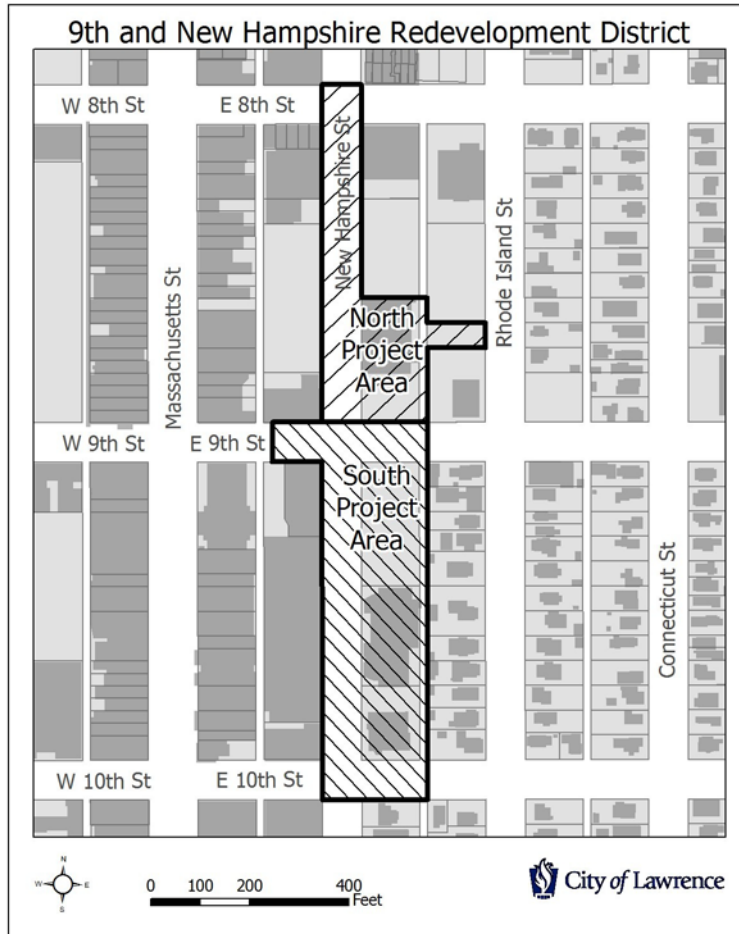 9th and New Hampshire Redevelopment District
W 8th St
E 8th St
New Hampshire St
Massachusetts St
Rhode Island St
North
Project
Area
W 9th St
E 9th St
South
Project
Area
Connecticut St
W 10th St
E 10th St
N
W
E
S
0 100 200 400
Feet
City of Lawrence